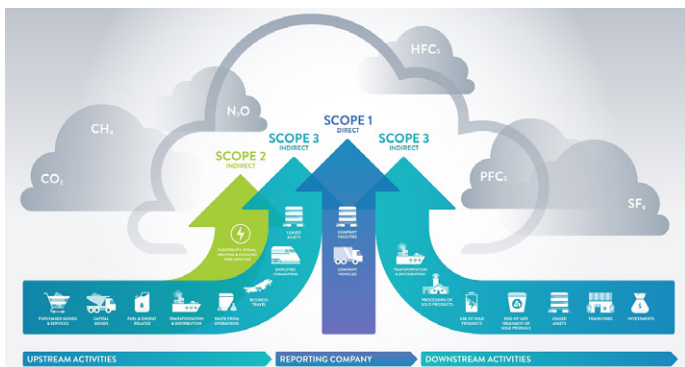 HFCs
N₂O
CH₄
CO₂
PFCs
SF₆
SCOPE 2
INDIRECT
SCOPE 3
INDIRECT
SCOPE 1
DIRECT
SCOPE 3
INDIRECT
ELECTRICITY, STEAM,
HEATING & COOLING
FOR OWN USE
LEASED
ASSETS
EMPLOYEE
COMMUTING
BUSINESS
TRAVEL
COMPANY
FACILITIES
COMPANY
VEHICLES
TRANSPORTATION
& DISTRIBUTION
PROCESSING OF
SOLD PRODUCTS
PURCHASED GOODS
& SERVICES
CAPITAL
GOODS
FUEL & ENERGY
RELATED
TRANSPORTATION
& DISTRIBUTION
WASTE FROM
OPERATIONS
USE OF SOLD
PRODUCTS
END-OF-LIFE
TREATMENT OF
SOLD PRODUCTS
LEASED
ASSETS
FRANCHISES
INVESTMENTS
UPSTREAM ACTIVITIES
REPORTING COMPANY
DOWNSTREAM ACTIVITIES